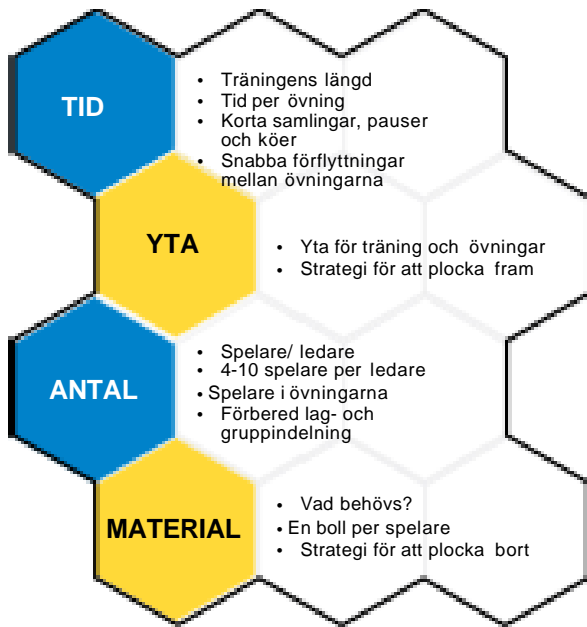 TID
• Träningens längd
• Tid per övning
• Korta samlingar, pauser
och köer
• Snabba förflyttningar
mellan övningarna
YTA
• Yta för träning och övningar
• Strategi för att plocka fram
ANTAL
• Spelare/ ledare
• 4-10 spelare per ledare
• Spelare i övningarna
• Förbered lag- och
gruppindelning
MATERIAL
• Vad behövs?
• En boll per spelare
• Strategi för att plocka bort